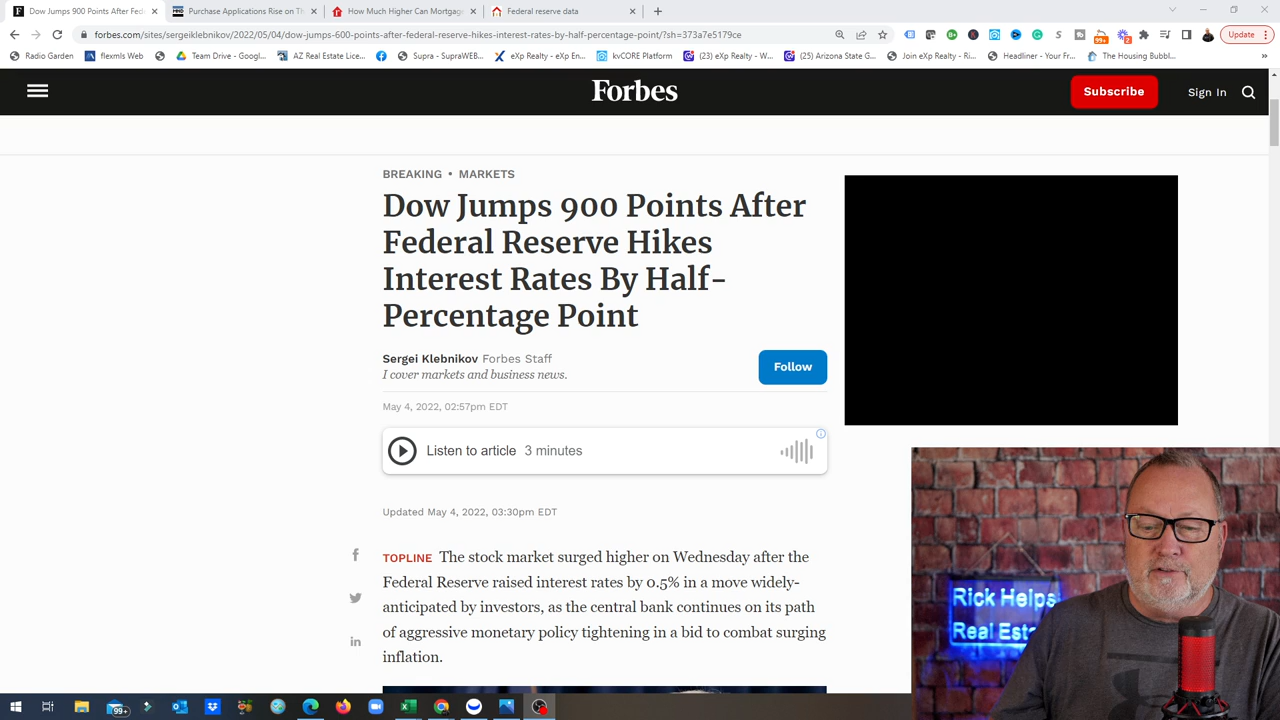 Dow Jumps 900 Points After Fed
Purchase Applications Rise on Th
How Much Higher Can Mortgag
Federal reserve data
forbes.com/sites/sergeiklebnikov/2022/05/04/dow-jumps-600-points-after-federal-reserve-hikes-interest-rates-by-half-percentage-point/?sh=373a7e5179ce
Update
Radio Garden
flexmls Web
Team Drive - Googl...
AZ Real Estate Lice...
Supra - SupraWEB...
eXp Realty - eXp En...
kvCORE Platform
(23) eXp Realty - W...
(25) Arizona State G...
Join eXp Realty - Ri...
Headliner - Your Fr...
The Housing Bubbl...
Forbes
Subscribe
Sign In
BREAKING • MARKETS
Dow Jumps 900 Points After
Federal Reserve Hikes
Interest Rates By Half-
Percentage Point
Sergei Klebnikov Forbes Staff
I cover markets and business news.
Follow
May 4, 2022, 02:57pm EDT
Listen to article 3 minutes
Updated May 4, 2022, 03:30pm EDT
TOPLINE The stock market surged higher on Wednesday after the
Federal Reserve raised interest rates by 0.5% in a move widely-
anticipated by investors, as the central bank continues on its path
of aggressive monetary policy tightening in a bid to combat surging
inflation.
Rick Helps
Real Esta
99+